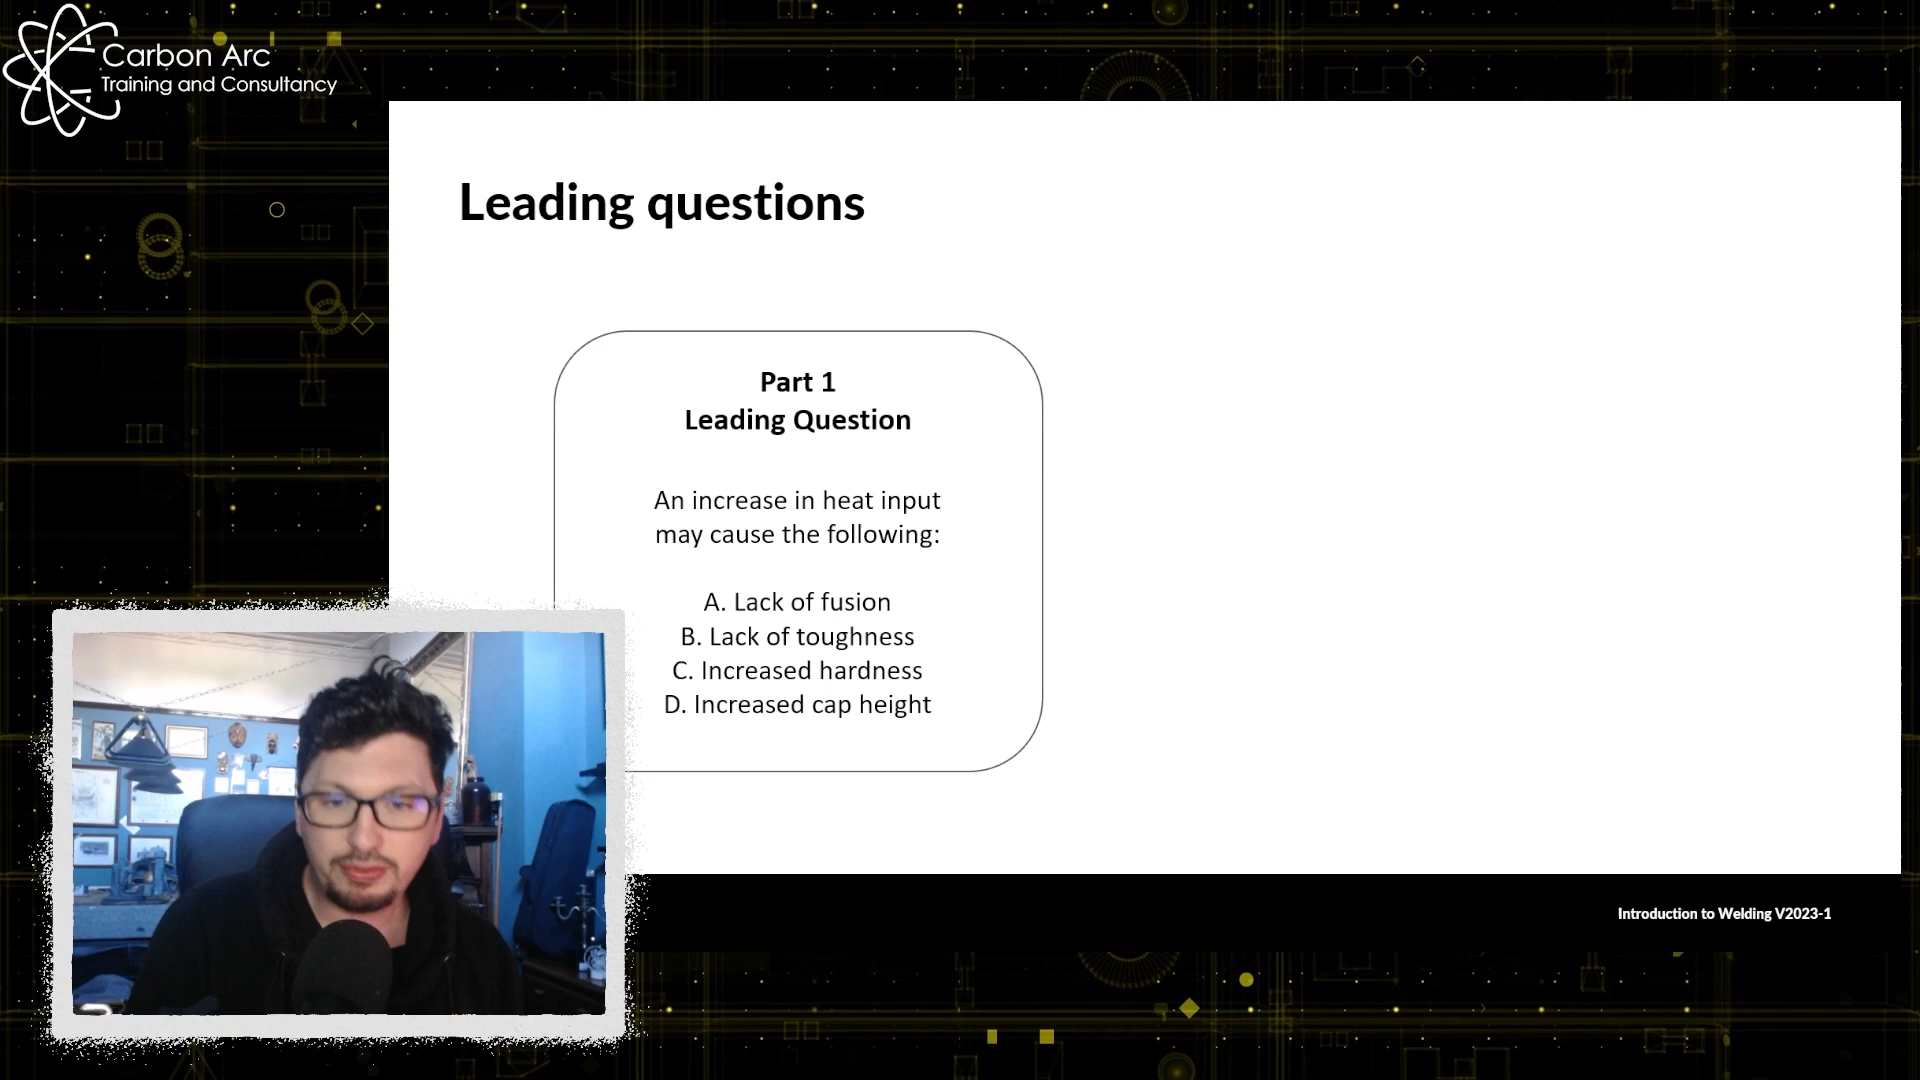 Carbon Arc
Training and Consultancy
Leading questions
Part 1
Leading Question
An increase in heat input
may cause the following:
A. Lack of fusion
B. Lack of toughness
C. Increased hardness
D. Increased cap height
Introduction to Welding V2023-1